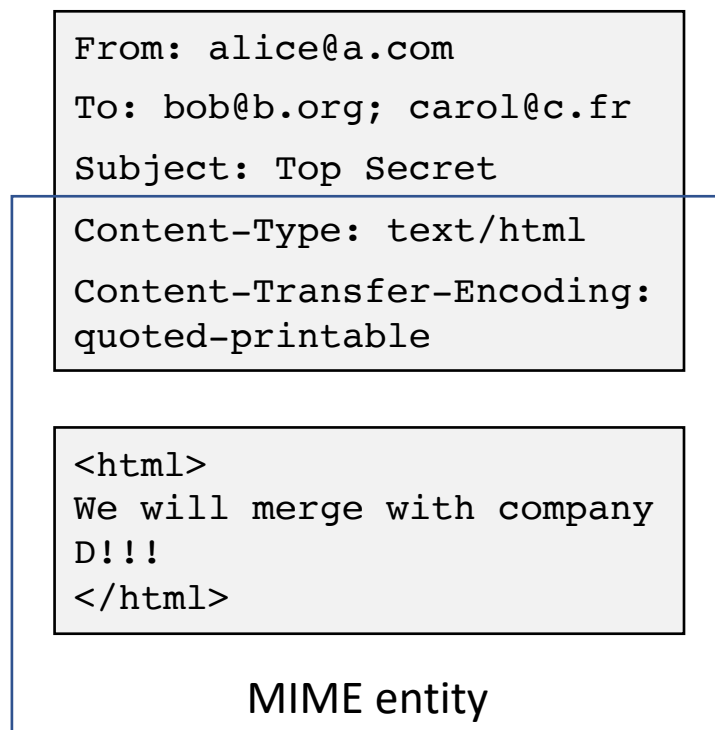 From: alice@a.com
To: bob@b.org; carol@c.fr
Subject: Top Secret
Content-Type: text/html
Content-Transfer-Encoding:
quoted-printable
<html>
We will merge with company
D!!!
</html>
MIME entity